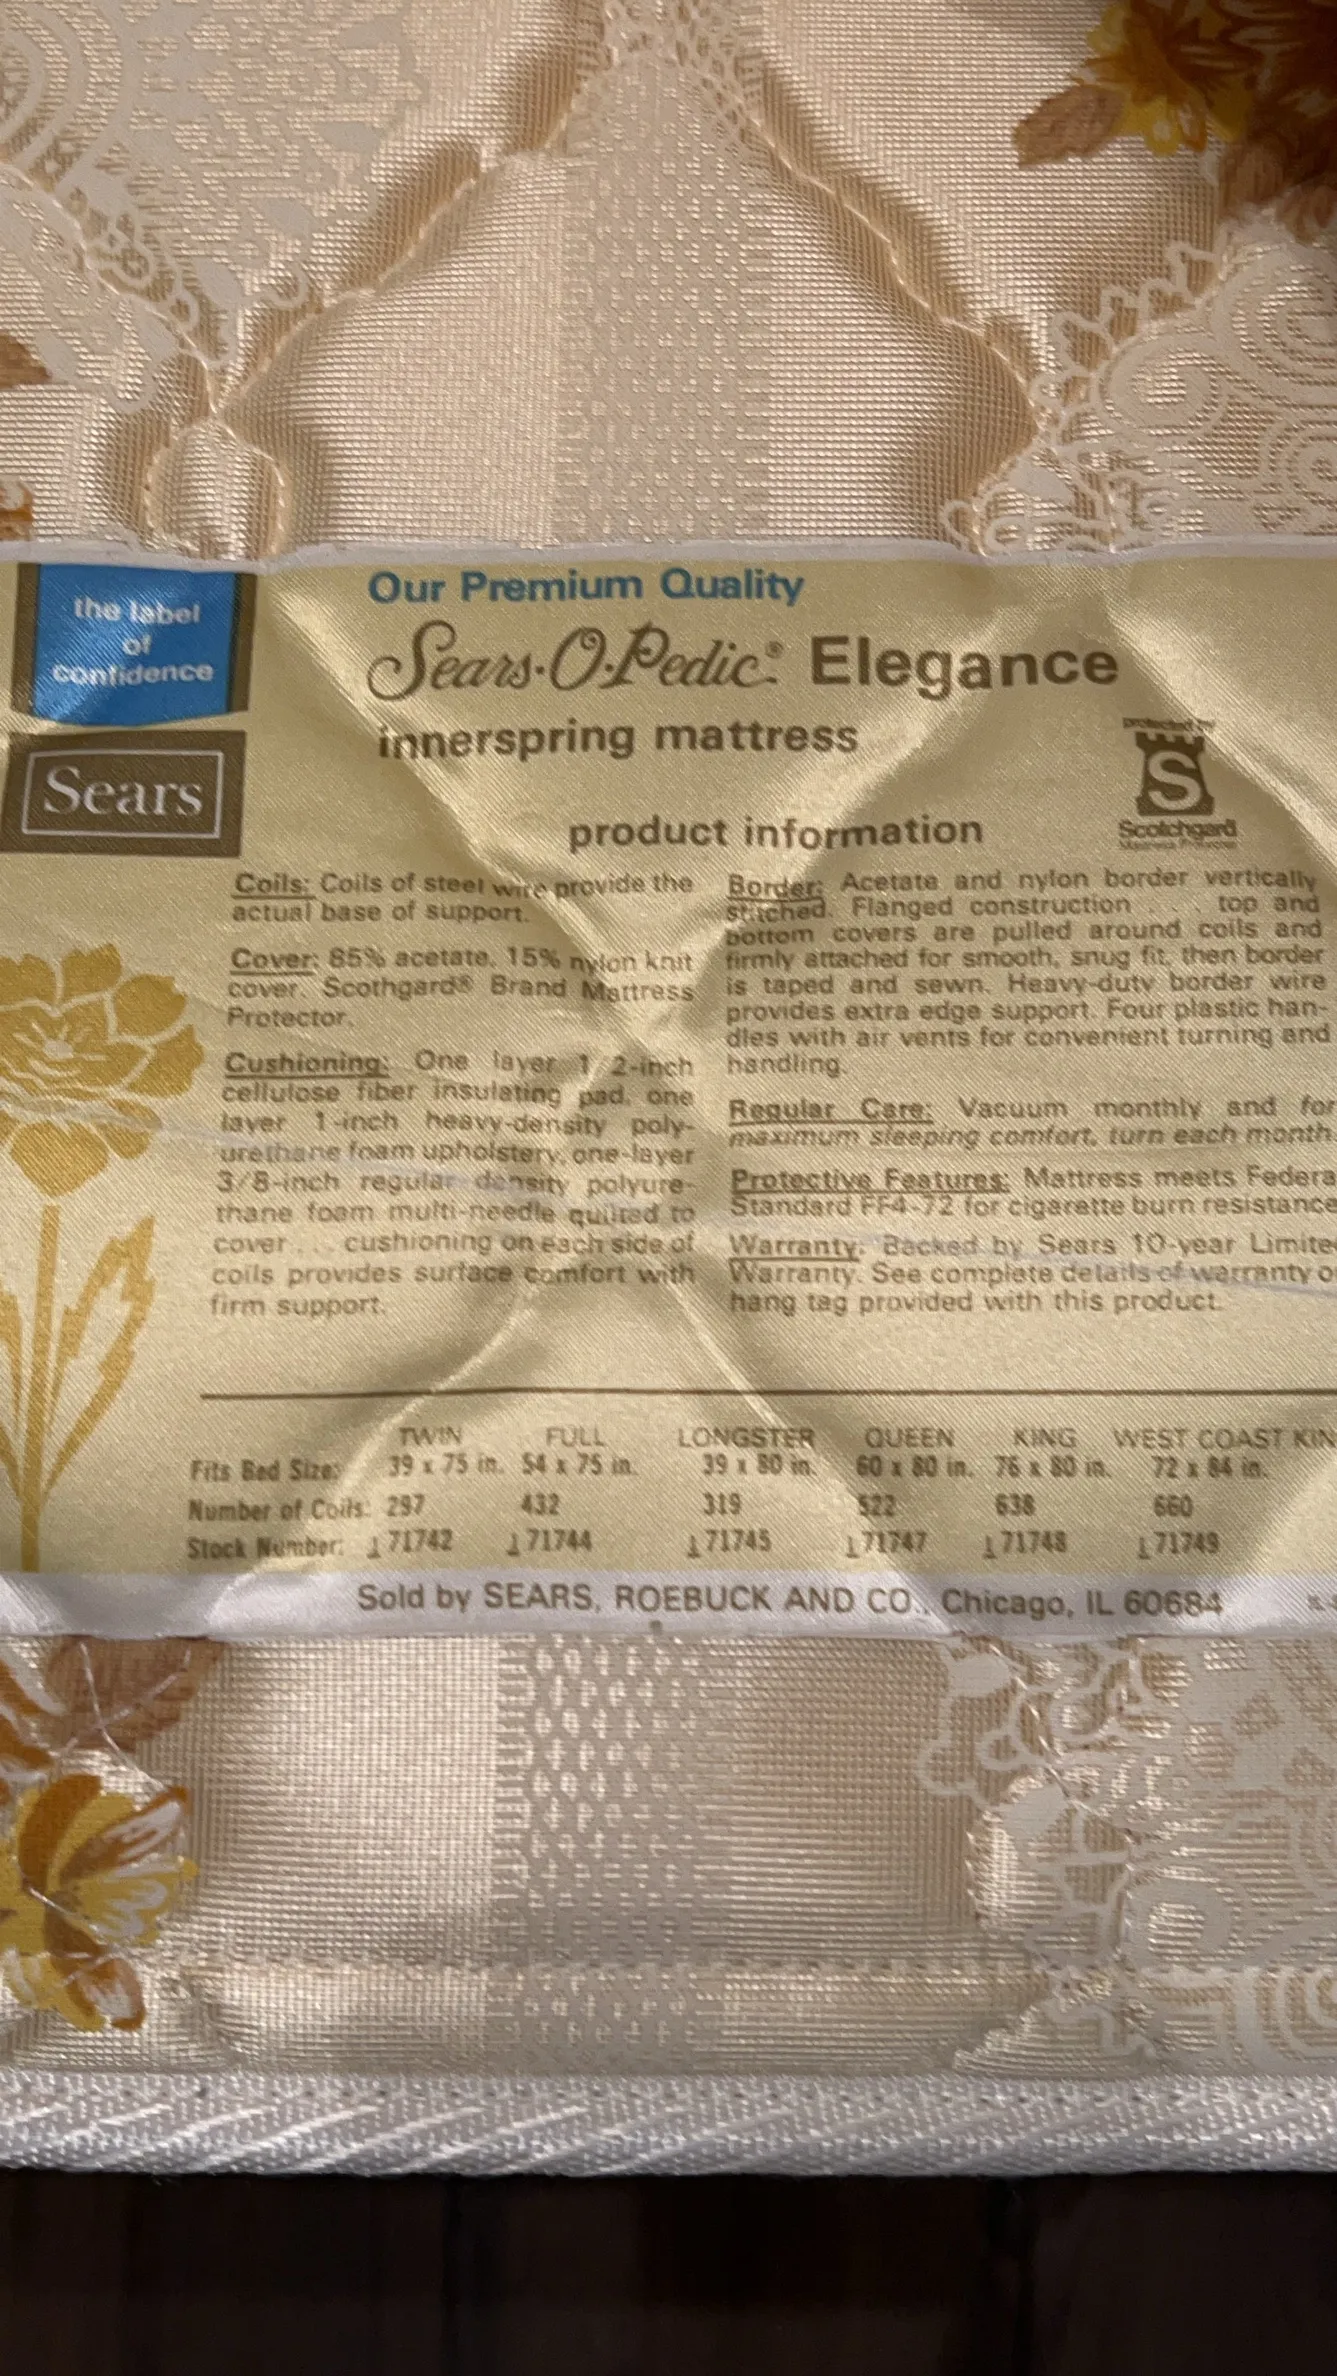 the label
of
confidence
Sears
Our Premium Quality
Sears-O-Pedic® Elegance
innerspring mattress
protected by
S
Scotchgard
product information
Coils: Coils of steel wire provide the
actual base of support.
Cover: 85% acetate, 15% nylon knit
cover. Scothgard® Brand Mattress
Protector.
Cushioning: One layer 1/2-inch
cellulose fiber insulating pad, one
layer 1-inch heavy-density poly-
urethane foam upholstery, one-layer
3/8-inch regular density polyure-
thane foam multi-needle quilted to
cover . . . cushioning on each side of
coils provides surface comfort with
firm support.
Border: Acetate and nylon border vertically
stitched. Flanged construction . . . top and
bottom covers are pulled around coils and
firmly attached for smooth, snug fit, then border
is taped and sewn. Heavy-duty border wire
provides extra edge support. Four plastic han-
dles with air vents for convenient turning and
handling.
Regular Care: Vacuum monthly and for
maximum sleeping comfort, turn each month.
Protective Features: Mattress meets Federa
Standard FF4-72 for cigarette burn resistance
Warranty: Backed by Sears 10-year Limite
Warranty. See complete details of warranty o
hang tag provided with this product.
TWIN FULL LONGSTER QUEEN KING WEST COAST KIN
Fits Bed Size: 39 x 75 in. 54 x 75 in. 39 x 80 in. 60 x 80 in. 76 x 80 in. 72 x 84 in.
Number of Coils: 297 432 319 522 638 660
Stock Number: 171742 171744 171745 171747 171748 171749
Sold by SEARS, ROEBUCK AND CO., Chicago, IL 60684